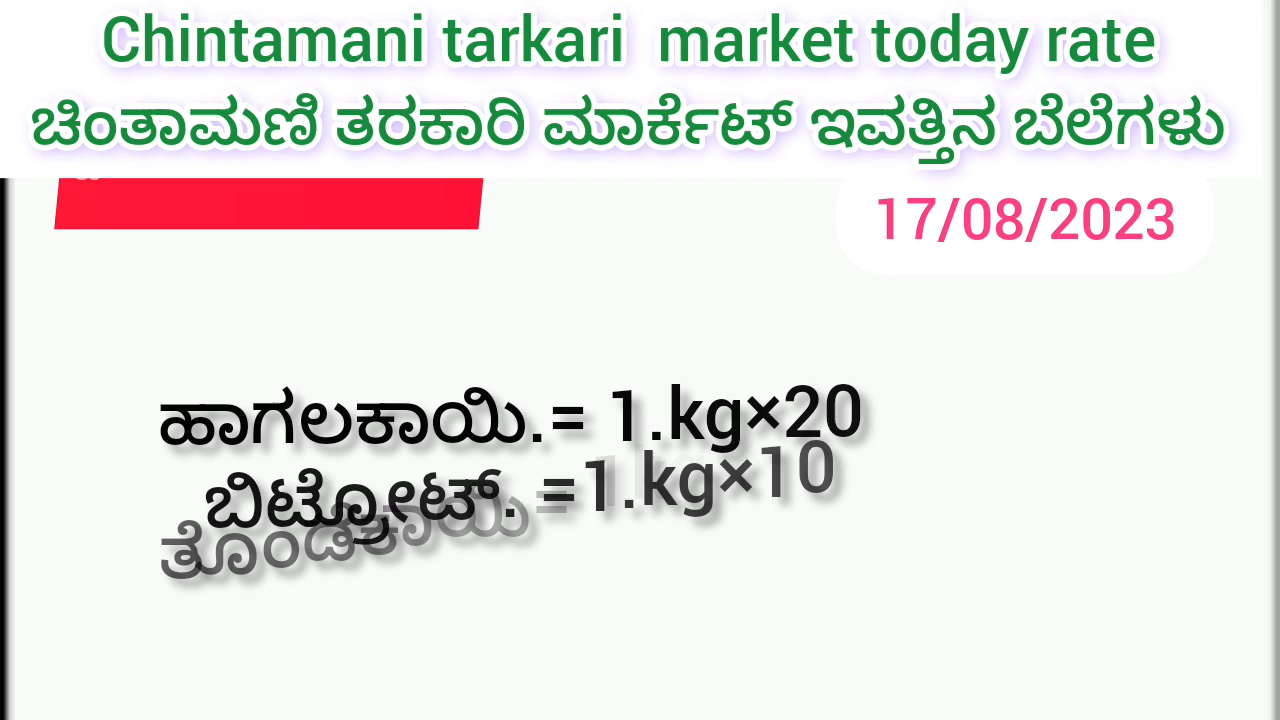 Chintamani tarkari market today rate
ಚಿಂತಾಮಣಿ ತರಕಾರಿ ಮಾರ್ಕೆಟ್ ಇವತ್ತಿನ ಬೆಲೆಗಳು
17/08/2023
ಹಾಗಲಕಾಯಿ.= 1.kg×20
ಬಿಟ್ರೋಟ್. =1.kg×10
ತೊಂಡೆಕಾಯಿ=